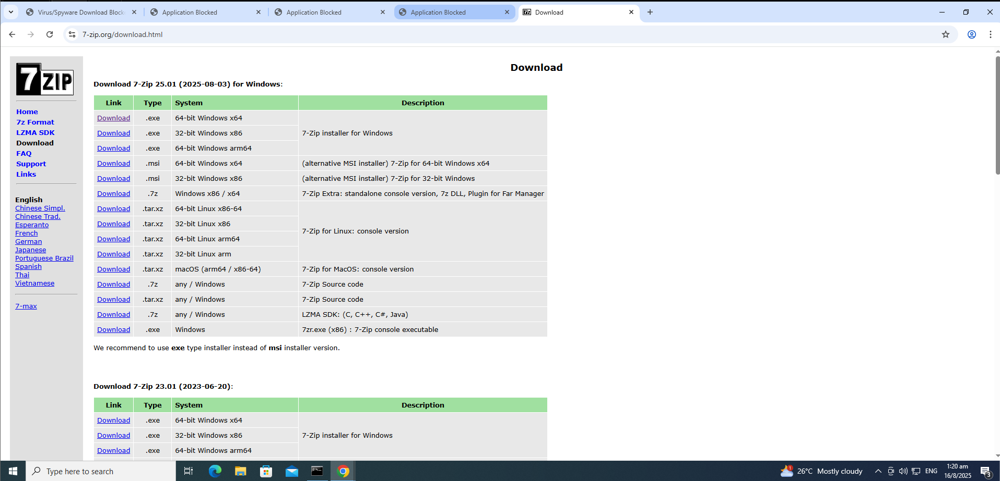 Virus/Spyware Download Block
Application Blocked
Application Blocked
Application Blocked
7z Download
7-zip.org/download.html
7 ZIP
Home
7z Format
LZMA SDK
Download
FAQ
Support
Links
English
Chinese Simpl.
Chinese Trad.
Esperanto
French
German
Japanese
Portuguese Brazil
Spanish
Thai
Vietnamese
7-max
Download
Download 7-Zip 25.01 (2025-08-03) for Windows:
Link Type System Description
Download .exe 64-bit Windows x64
Download .exe 32-bit Windows x86 7-Zip installer for Windows
Download .exe 64-bit Windows arm64
Download .msi 64-bit Windows x64 (alternative MSI installer) 7-Zip for 64-bit Windows x64
Download .msi 32-bit Windows x86 (alternative MSI installer) 7-Zip for 32-bit Windows
Download .7z Windows x86 / x64 7-Zip Extra: standalone console version, 7z DLL, Plugin for Far Manager
Download .tar.xz 64-bit Linux x86-64
Download .tar.xz 32-bit Linux x86
7-Zip for Linux: console version
Download .tar.xz 64-bit Linux arm64
Download .tar.xz 32-bit Linux arm
Download .tar.xz macOS (arm64 / x86-64) 7-Zip for MacOS: console version
Download .7z any / Windows 7-Zip Source code
Download .tar.xz any / Windows 7-Zip Source code
Download .7z any / Windows LZMA SDK: (C, C++, C#, Java)
Download .exe Windows 7zr.exe (x86) : 7-Zip console executable
We recommend to use exe type installer instead of msi installer version.
Download 7-Zip 23.01 (2023-06-20):
Link Type System Description
Download .exe 64-bit Windows x64
Download .exe 32-bit Windows x86 7-Zip installer for Windows
Download .exe 64-bit Windows arm64
Type here to search
1
26°C Mostly cloudy
ENG
1:20 am
16/8/2025
3